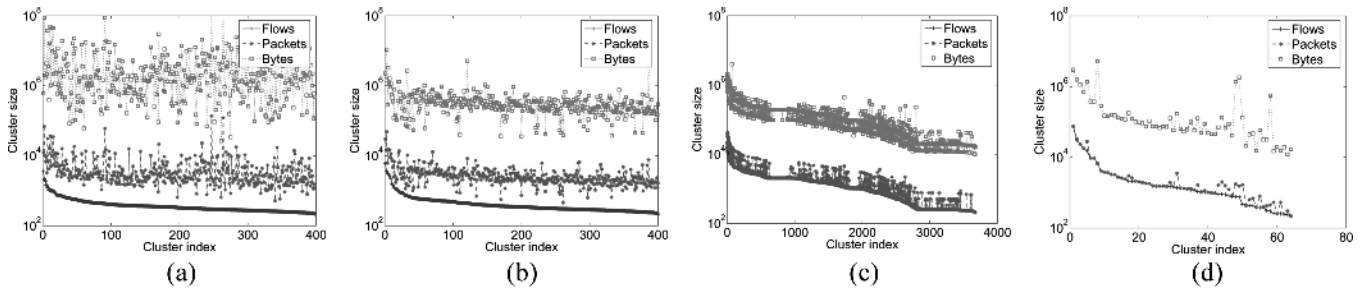 10^8
10^6
10^4
10^2
Cluster size
0
100
200
300
400
Cluster index
Flows
Packets
Bytes
(a)
10^8
10^6
10^4
10^2
Cluster size
0
100
200
300
400
Cluster index
Flows
Packets
Bytes
(b)
10^8
10^6
10^4
10^2
Cluster size
0
1000
2000
3000
4000
Cluster index
Flows
Packets
Bytes
(c)
10^8
10^6
10^4
10^2
Cluster size
0
20
40
60
80
Cluster index
Flows
Packets
Bytes
(d)